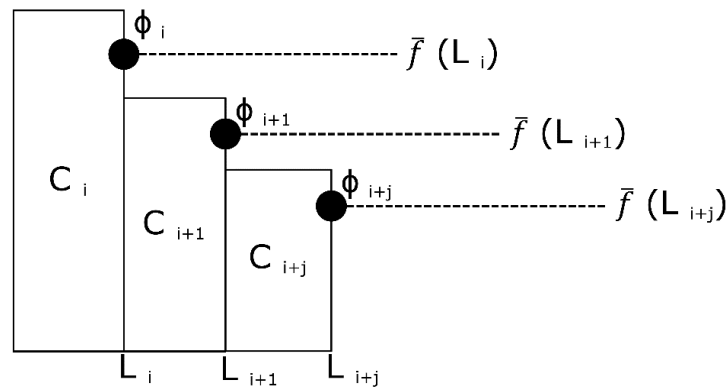 ϕ i
f̄ (L i)
ϕ i+1
f̄ (L i+1)
C i
ϕ i+j
C i+1
f̄ (L i+j)
C i+j
L i L i+1 L i+j